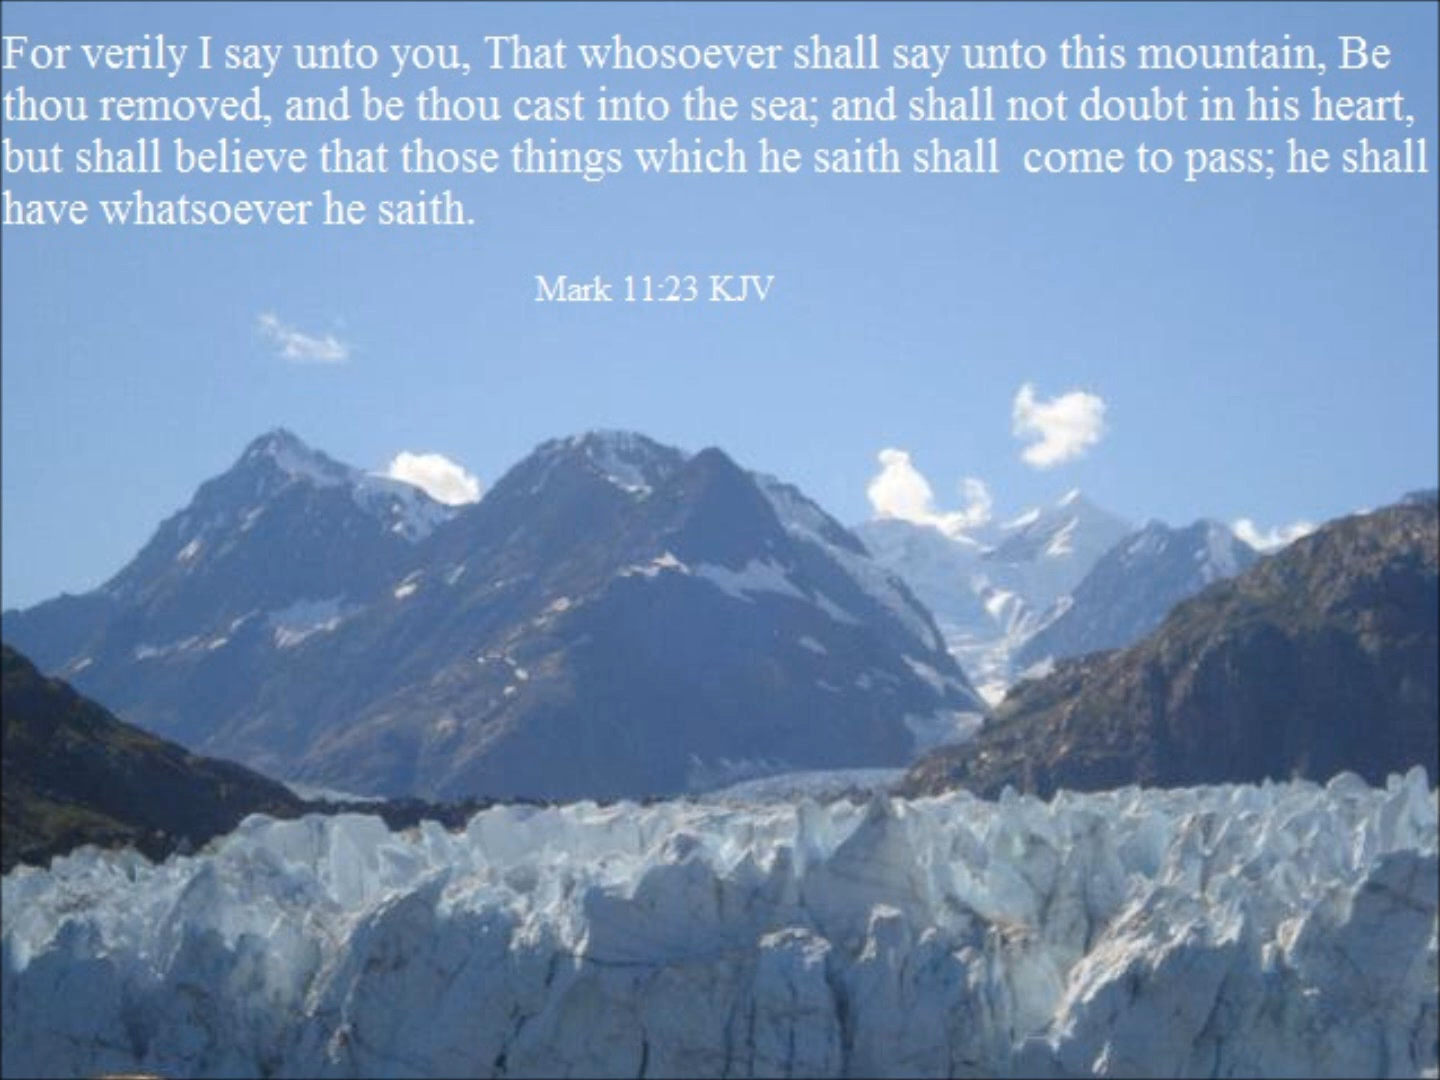 For verily I say unto you, That whosoever shall say unto this mountain, Be
thou removed, and be thou cast into the sea; and shall not doubt in his heart,
but shall believe that those things which he saith shall come to pass; he shall
have whatsoever he saith.
Mark 11:23 KJV